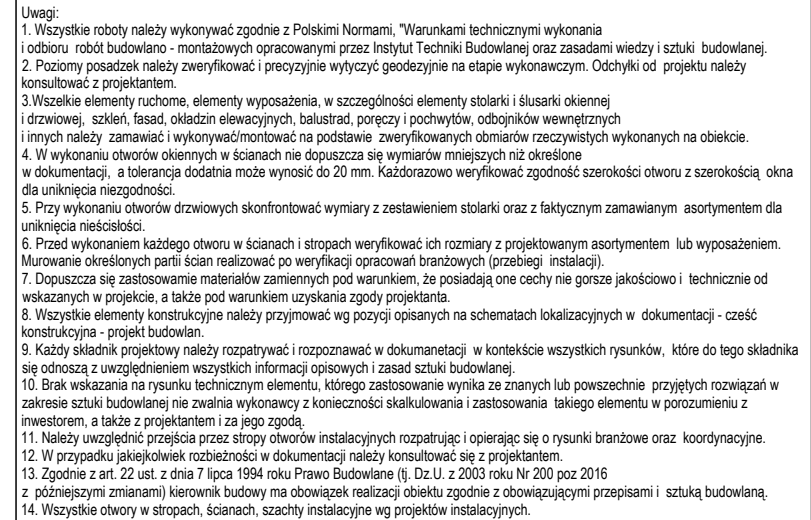 Uwagi:
1. Wszystkie roboty należy wykonywać zgodnie z Polskimi Normami, "Warunkami technicznymi wykonania
i odbioru robót budowlano - montażowych opracowanymi przez Instytut Techniki Budowlanej oraz zasadami wiedzy i sztuki budowlanej.
2. Poziomy posadzek należy zweryfikować i precyzyjnie wytyczyć geodezyjnie na etapie wykonawczym. Odchyłki od projektu należy
konsultować z projektantem.
3.Wszelkie elementy ruchome, elementy wyposażenia, w szczególności elementy stolarki i ślusarki okiennej
i drzwiowej, szkleń, fasad, okładzin elewacyjnych, balustrad, poręczy i pochwytów, odbojników wewnętrznych
i innych należy zamawiać i wykonywać/montować na podstawie zweryfikowanych obmiarów rzeczywistych wykonanych na obiekcie.
4. W wykonaniu otworów okiennych w ścianach nie dopuszcza się wymiarów mniejszych niż określone
w dokumentacji, a tolerancja dodatnia może wynosić do 20 mm. Każdorazowo weryfikować zgodność szerokości otworu z szerokością okna
dla uniknięcia niezgodności.
5. Przy wykonaniu otworów drzwiowych skonfrontować wymiary z zestawieniem stolarki oraz z faktycznym zamawianym asortymentem dla
uniknięcia nieścisłości.
6. Przed wykonaniem każdego otworu w ścianach i stropach weryfikować ich rozmiary z projektowanym asortymentem lub wyposażeniem.
Murowanie określonych partii ścian realizować po weryfikacji opracowań branżowych (przebiegi instalacji).
7. Dopuszcza się zastosowamie materiałów zamiennych pod warunkiem, że posiadają one cechy nie gorsze jakościowo i technicznie od
wskazanych w projekcie, a także pod warunkiem uzyskania zgody projektanta.
8. Wszystkie elementy konstrukcyjne należy przyjmować wg pozycji opisanych na schematach lokalizacyjnych w dokumentacji - cześć
konstrukcyjna - projekt budowlan.
9. Każdy składnik projektowy należy rozpatrywać i rozpoznawać w dokumanetacji w kontekście wszystkich rysunków, które do tego składnika
się odnoszą z uwzględnieniem wszystkich informacji opisowych i zasad sztuki budowlanej.
10. Brak wskazania na rysunku technicznym elementu, którego zastosowanie wynika ze znanych lub powszechnie przyjętych rozwiązań w
zakresie sztuki budowlanej nie zwalnia wykonawcy z konieczności skalkulowania i zastosowania takiego elementu w porozumieniu z
inwestorem, a także z projektantem i za jego zgodą.
11. Należy uwzględnić przejścia przez stropy otworów instalacyjnych rozpatrując i opierając się o rysunki branżowe oraz koordynacyjne.
12. W przypadku jakiejkolwiek rozbieżności w dokumentacji należy konsultować się z projektantem.
13. Zgodnie z art. 22 ust. z dnia 7 lipca 1994 roku Prawo Budowlane (tj. Dz.U. z 2003 roku Nr 200 poz 2016
z późniejszymi zmianami) kierownik budowy ma obowiązek realizacji obiektu zgodnie z obowiązującymi przepisami i sztuką budowlaną.
14. Wszystkie otwory w stropach, ścianach, szachty instalacyjne wg projektów instalacyjnych.